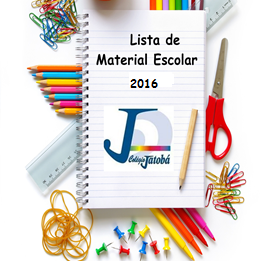 Lista de
Material Escolar
2016
Colégio Jatobá